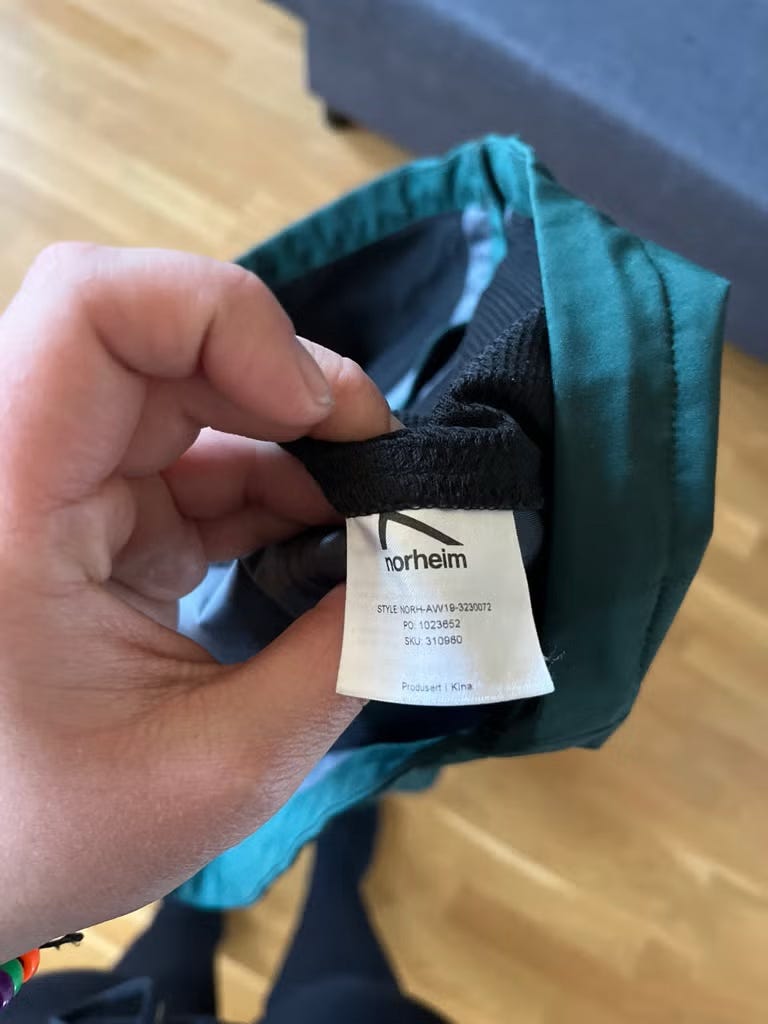 norheim
STYLE: NORH-AW19-3230072
PO: 1023652
SKU: 310980
Produsert i Kina